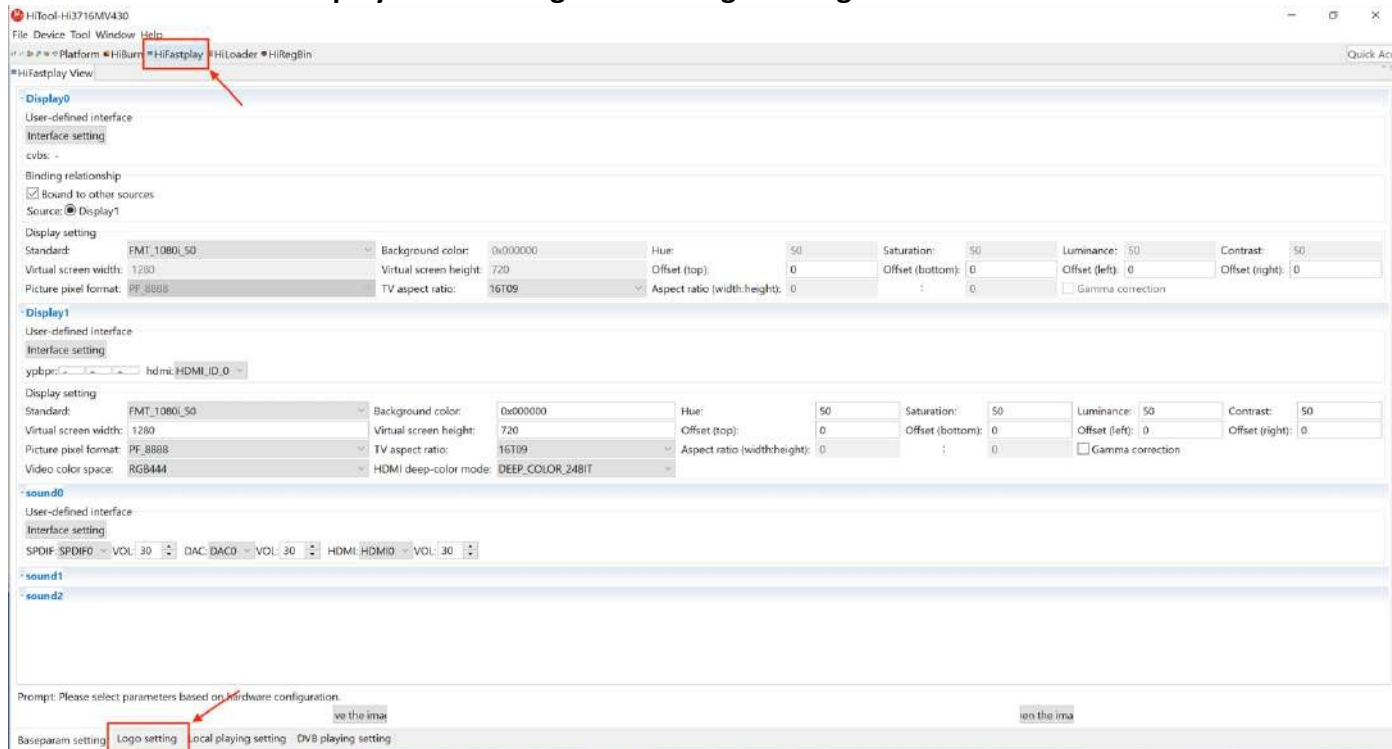 HiTool-Hi3716MV430
File Device Tool Window Help
Platform HiBurn HiFastplay HiLoader HiRegBin
Quick Acc
HiFastplay View
Display0
User-defined interface
Interface setting
cvbs: -
Binding relationship
Bound to other sources
Source: Display1
Display setting
Standard: FMT_1080i_50 Background color: 0x000000 Hue: 50 Saturation: 50 Luminance: 50 Contrast: 50
Virtual screen width: 1280 Virtual screen height: 720 Offset (top): 0 Offset (bottom): 0 Offset (left): 0 Offset (right): 0
Picture pixel format: PF_8888 TV aspect ratio: 16T09 Aspect ratio (width:height): 0 : 0 Gamma correction
Display1
User-defined interface
Interface setting
ypbpr: - - - hdmi: HDMI_ID_0
Display setting
Standard: FMT_1080i_50 Background color: 0x000000 Hue: 50 Saturation: 50 Luminance: 50 Contrast: 50
Virtual screen width: 1280 Virtual screen height: 720 Offset (top): 0 Offset (bottom): 0 Offset (left): 0 Offset (right): 0
Picture pixel format: PF_8888 TV aspect ratio: 16T09 Aspect ratio (width:height): 0 : 0 Gamma correction
Video color space: RGB444 HDMI deep-color mode: DEEP_COLOR_24BIT
sound0
User-defined interface
Interface setting
SPDIF: SPDIF0 VOL: 30 DAC: DAC0 VOL: 30 HDMI: HDMI0 VOL: 30
sound1
sound2
Prompt: Please select parameters based on hardware configuration.
ve the imag
en the ima
Baseparam setting Logo setting Local playing setting DVB playing setting